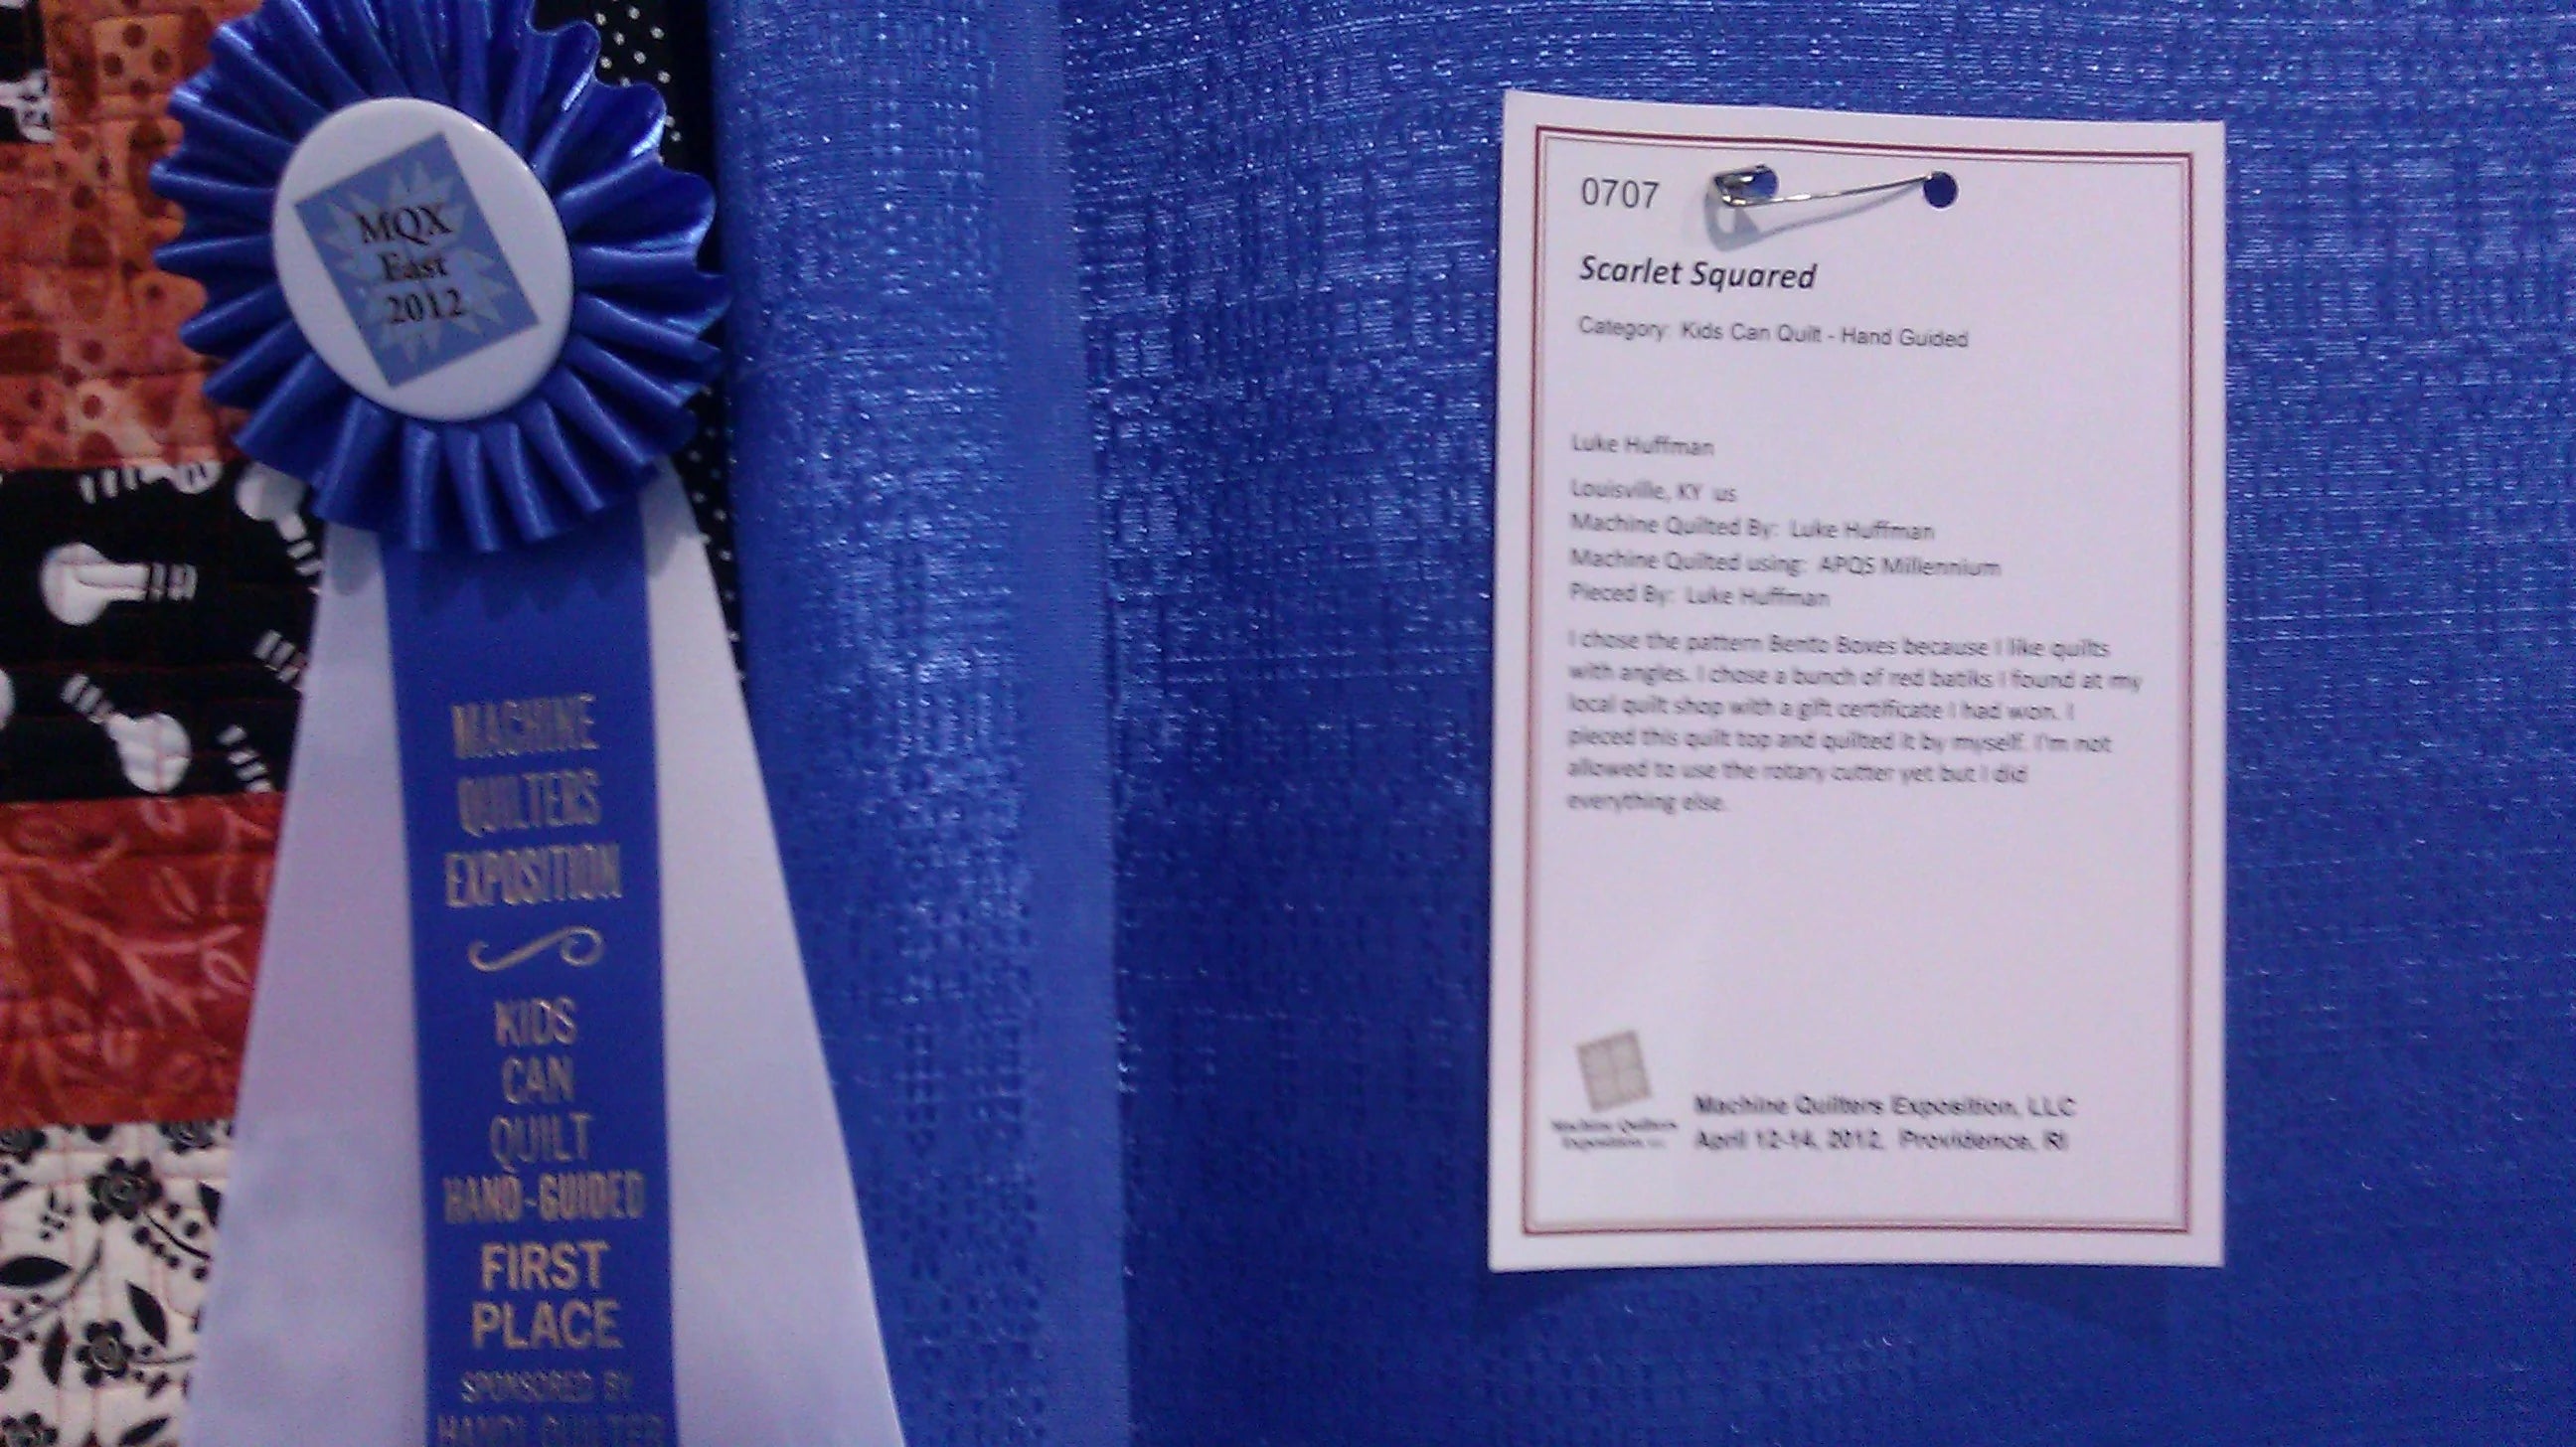 MQX
East
2012
MACHINE
QUILTERS
EXPOSITION
KIDS
CAN
QUILT
HAND-GUIDED
FIRST
PLACE
SPONSORED BY
HANDI QUILTER
0707
Scarlet Squared
Category: Kids Can Quilt - Hand Guided
Luke Huffman
Louisville, KY us
Machine Quilted By: Luke Huffman
Machine Quilted using: APQS Millennium
Pieced By: Luke Huffman
I chose the pattern Bento Boxes because I like quilts
with angles. I chose a bunch of red batiks I found at my
local quilt shop with a gift certificate I had won. I
pieced this quilt top and quilted it by myself. I'm not
allowed to use the rotary cutter yet but I did
everything else.
Machine Quilters
Exposition
Machine Quilters Exposition, LLC
April 12-14, 2012, Providence, RI